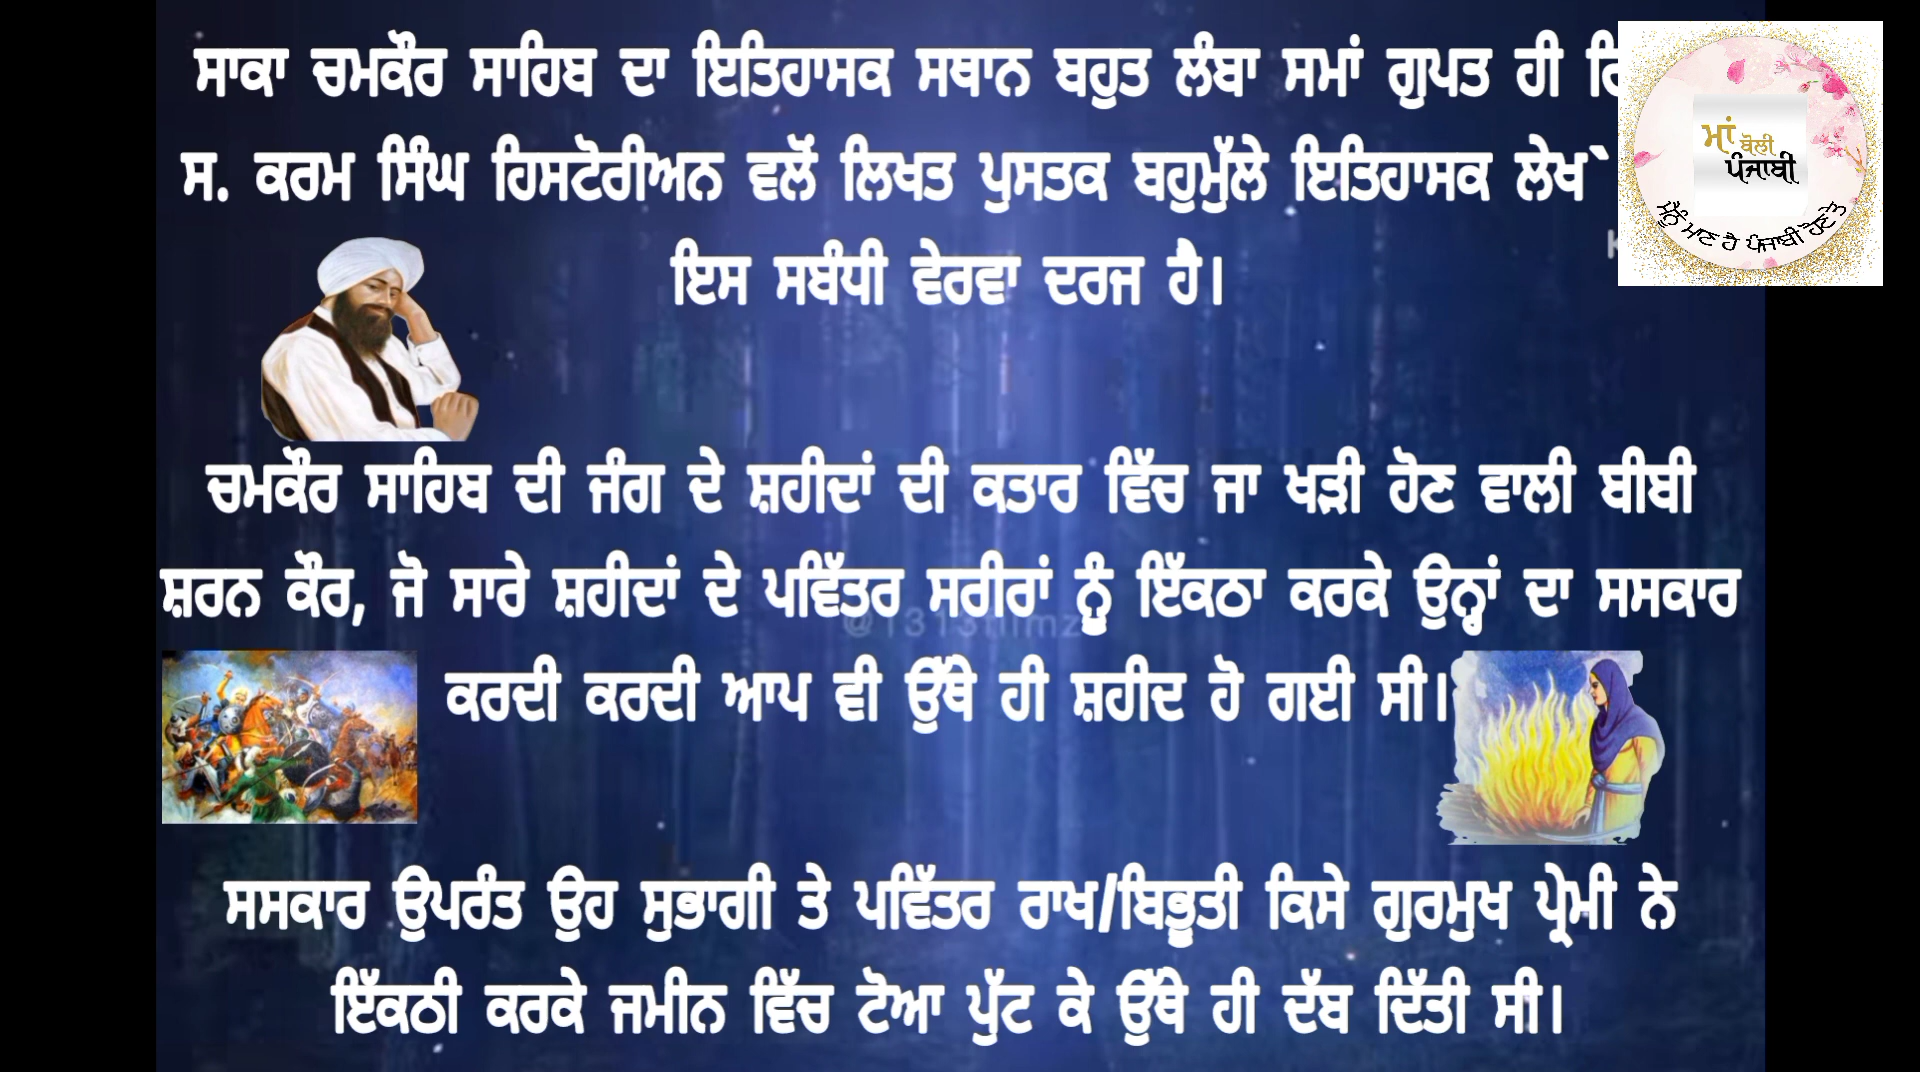 ਸਾਕਾ ਚਮਕੌਰ ਸਾਹਿਬ ਦਾ ਇਤਿਹਾਸਕ ਸਥਾਨ ਬਹੁਤ ਲੰਬਾ ਸਮਾਂ ਗੁਪਤ ਹੀ
ਸ. ਕਰਮ ਸਿੰਘ ਹਿਸਟੋਰੀਅਨ ਵਲੋਂ ਲਿਖਤ ਪੁਸਤਕ ਬਹੁਮੁੱਲੇ ਇਤਿਹਾਸਕ ਲੇਖ`
ਇਸ ਸਬੰਧੀ ਵੇਰਵਾ ਦਰਜ ਹੈ।
ਮਾਂ ਬੋਲੀ
ਪੰਜਾਬੀ
ਮੈਨੂੰ ਮਾਣ ਹੈ ਪੰਜਾਬੀ ਹੋਣ ਤੇ
ਚਮਕੌਰ ਸਾਹਿਬ ਦੀ ਜੰਗ ਦੇ ਸ਼ਹੀਦਾਂ ਦੀ ਕਤਾਰ ਵਿੱਚ ਜਾ ਖੜੀ ਹੋਣ ਵਾਲੀ ਬੀਬੀ
ਸ਼ਰਨ ਕੌਰ, ਜੋ ਸਾਰੇ ਸ਼ਹੀਦਾਂ ਦੇ ਪਵਿੱਤਰ ਸਰੀਰਾਂ ਨੂੰ ਇੱਕਠਾ ਕਰਕੇ ਉਨ੍ਹਾਂ ਦਾ ਸਸਕਾਰ
@1313filmz
ਕਰਦੀ ਕਰਦੀ ਆਪ ਵੀ ਉੱਥੇ ਹੀ ਸ਼ਹੀਦ ਹੋ ਗਈ ਸੀ।
ਸਸਕਾਰ ਉਪਰੰਤ ਉਹ ਸੁਭਾਗੀ ਤੇ ਪਵਿੱਤਰ ਰਾਖ/ਬਿਭੂਤੀ ਕਿਸੇ ਗੁਰਮੁਖ ਪ੍ਰੇਮੀ ਨੇ
ਇੱਕਠੀ ਕਰਕੇ ਜਮੀਨ ਵਿੱਚ ਟੋਆ ਪੁੱਟ ਕੇ ਉੱਥੇ ਹੀ ਦੱਬ ਦਿੱਤੀ ਸੀ।